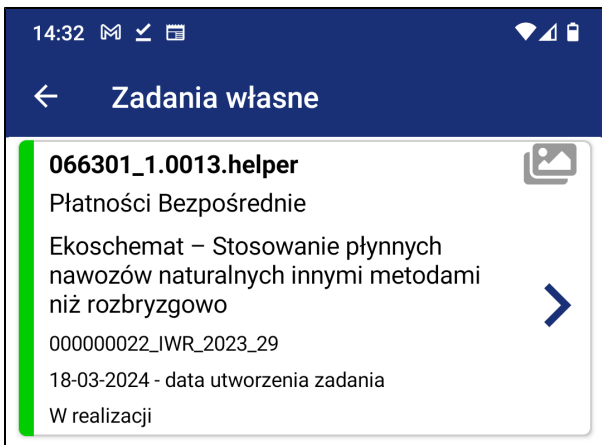 14:32
Zadania własne
066301_1.0013.helper
Płatności Bezpośrednie
Ekoschemat – Stosowanie płynnych
nawozów naturalnych innymi metodami
niż rozbryzgowo
000000022_IWR_2023_29
18-03-2024 - data utworzenia zadania
W realizacji